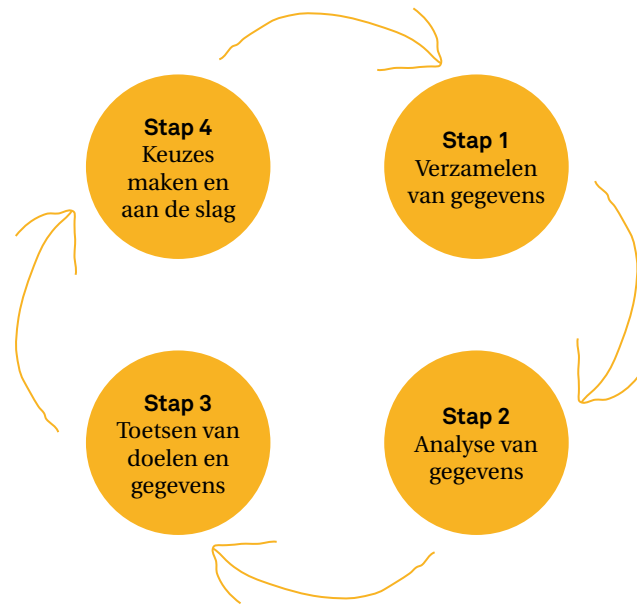 Stap 4
Keuzes
maken en
aan de slag
Stap 1
Verzamelen
van gegevens
Stap 3
Toetsen van
doelen en
gegevens
Stap 2
Analyse van
gegevens